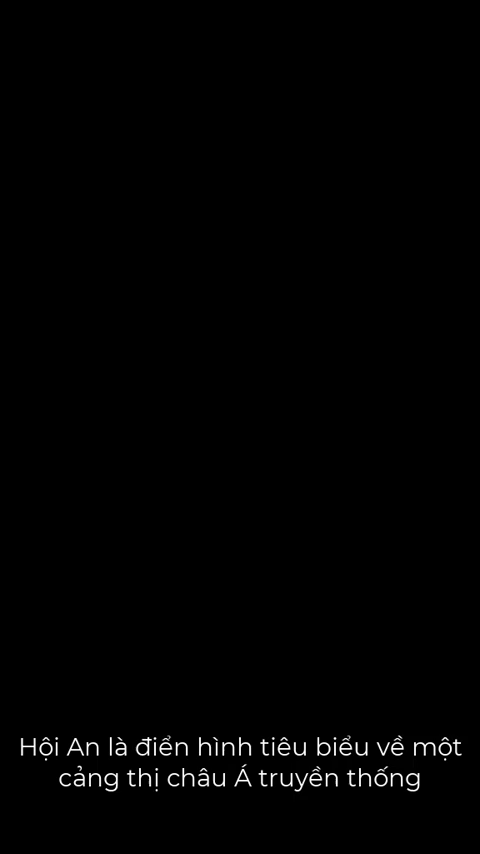 Hội An là điển hình tiêu biểu về một
cảng thị châu Á truyền thống